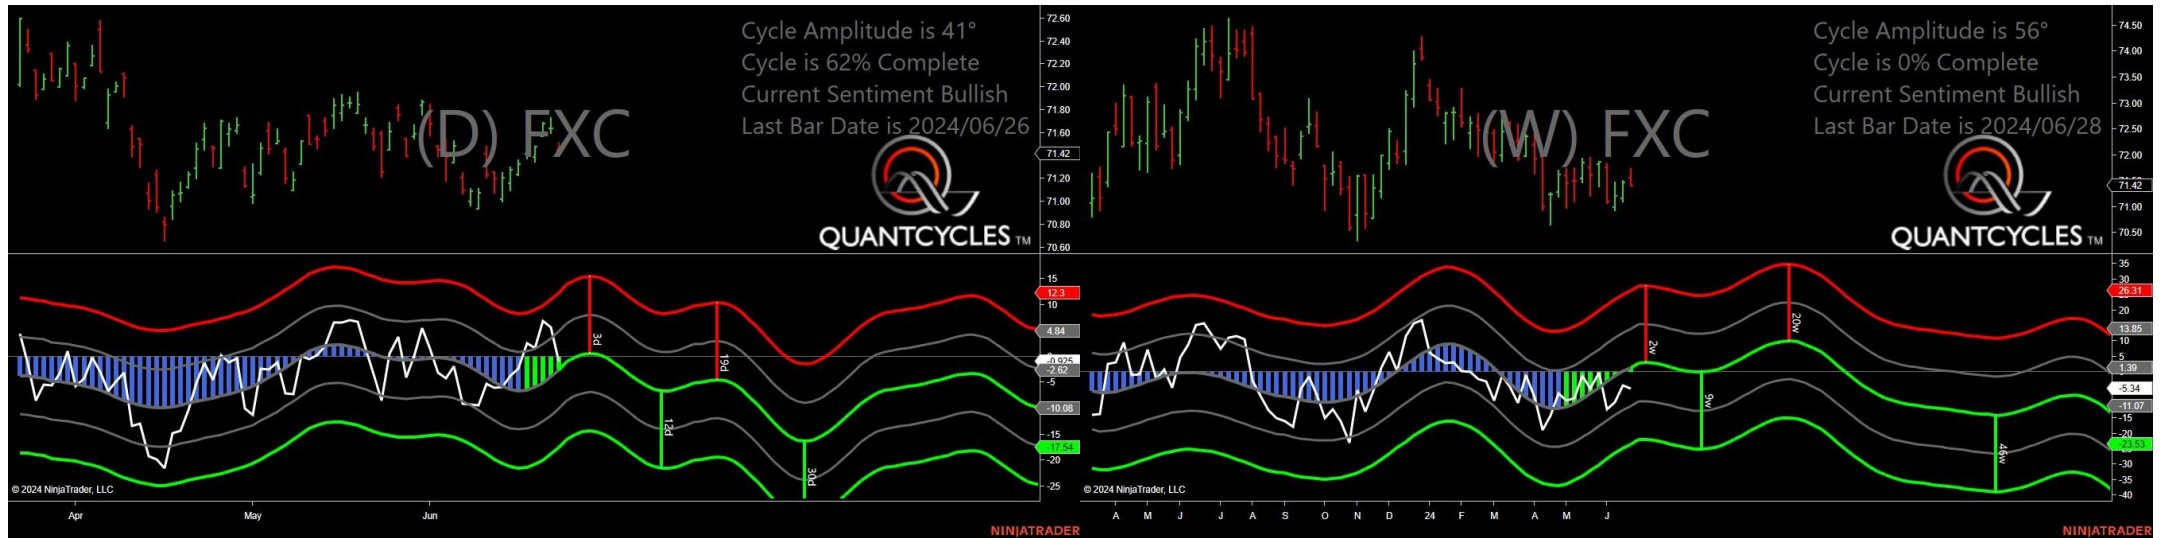 Cycle Amplitude is 41°
Cycle is 62% Complete
Current Sentiment Bullish
Last Bar Date is 2024/06/26
(D) FXC
QUANTCYCLES TM
72.60
72.40
72.20
72.00
71.80
71.60
71.42
71.20
71.00
70.80
70.60
15
12.3
10
4.84
-0.925
-2.62
-5
-10.08
-15
-17.54
-20
-25
3d
12d
19d
30d
© 2024 NinjaTrader, LLC
Apr May Jun
NINJATRADER
Cycle Amplitude is 56°
Cycle is 0% Complete
Current Sentiment Bullish
Last Bar Date is 2024/06/28
(W) FXC
QUANTCYCLES TM
74.50
74.00
73.50
73.00
72.50
72.00
71.42
71.00
70.50
35
30
26.31
20
13.85
10
5
1.39
-5.34
-11.07
-15
-20
-23.53
-30
-35
-40
2w
9w
20w
46w
© 2024 NinjaTrader, LLC
A M J J A S O N D 24 F M A M J
NINJATRADER